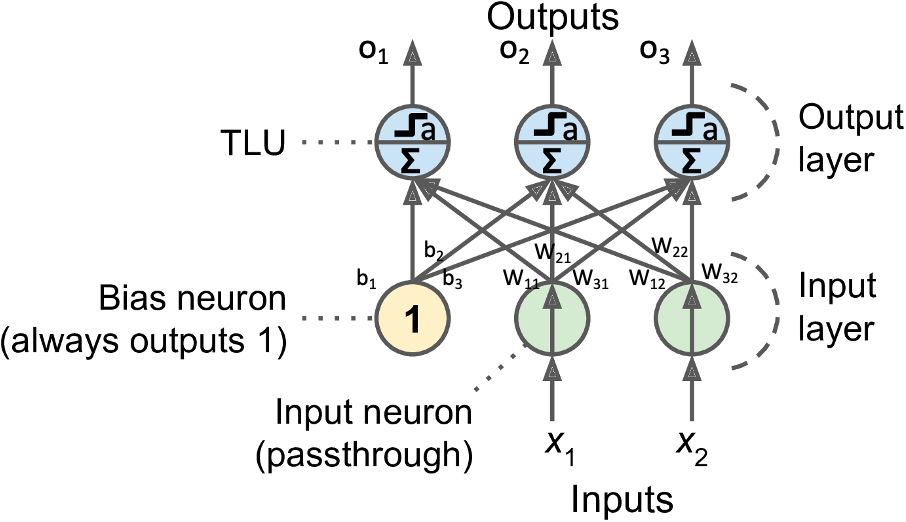 Outputs
o₁
o₂
o₃
a
a
a
TLU
Σ
Σ
Σ
Output
layer
b₁
b₂
b₃
W₁₁
W₂₁
W₃₁
W₁₂
W₂₂
W₃₂
Bias neuron
(always outputs 1)
1
Input
layer
Input neuron
(passthrough)
x₁
x₂
Inputs